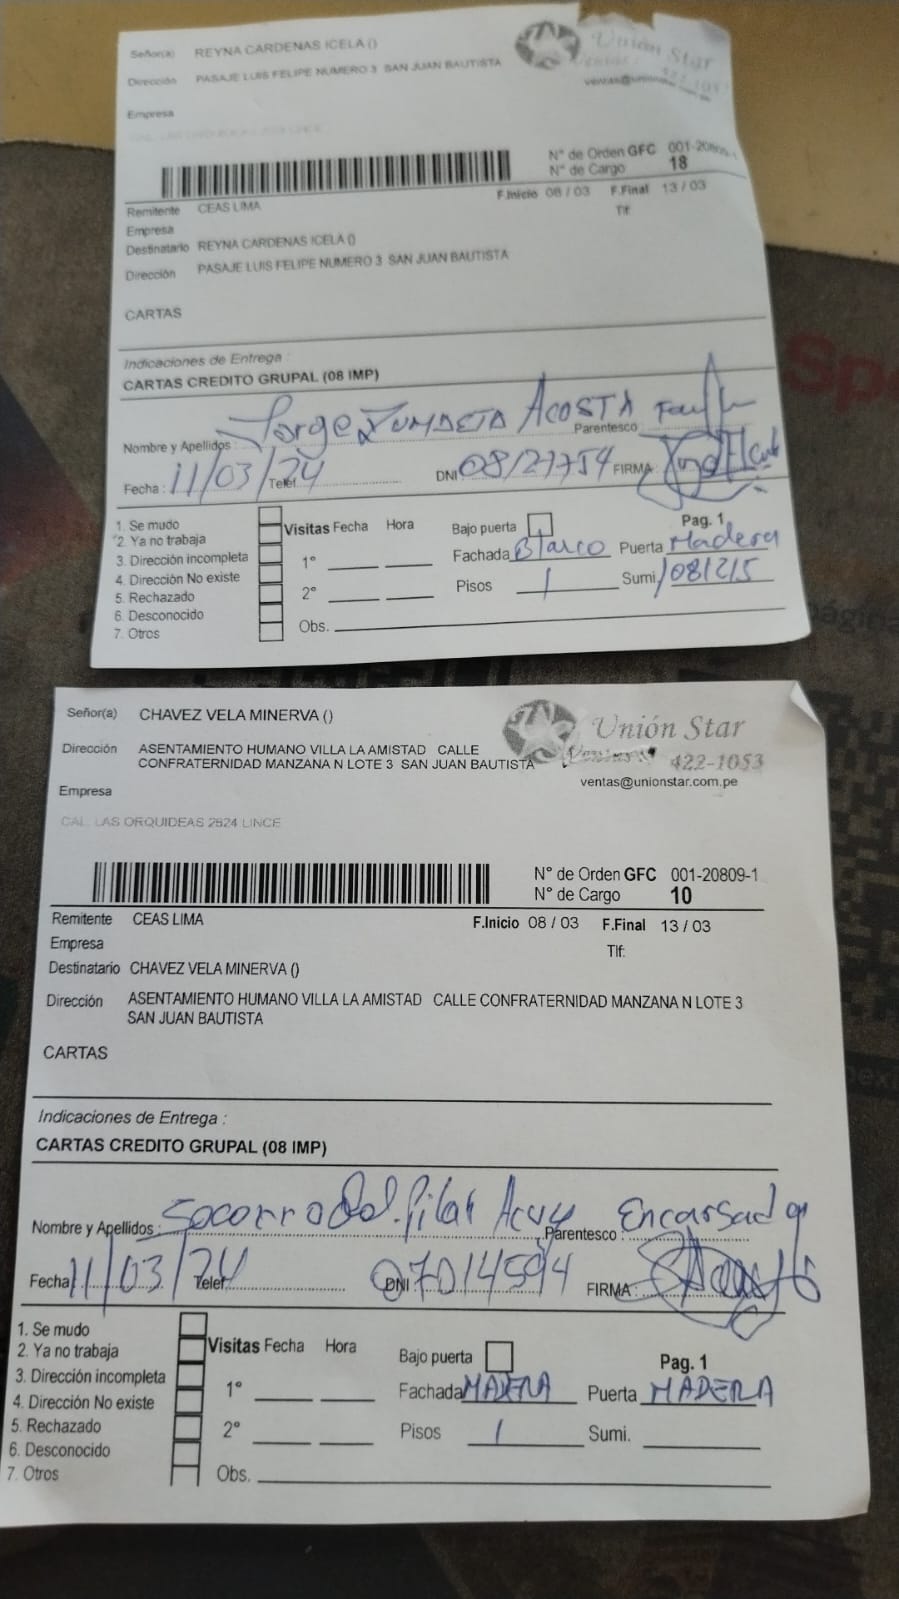 Señor(a) REYNA CARDENAS ICELA ()
Unión Star
Dirección PASAJE LUIS FELIPE NUMERO 3 SAN JUAN BAUTISTA
Empresa
N° de Orden GFC 001-20809-1
N° de Cargo 18
F.Inicio 08 / 03 F.Final 13 / 03
Remitente CEAS LIMA
Tlf:
Empresa
Destinatario REYNA CARDENAS ICELA ()
Dirección PASAJE LUIS FELIPE NUMERO 3 SAN JUAN BAUTISTA
CARTAS
Indicaciones de Entrega :
CARTAS CREDITO GRUPAL (08 IMP)
Nombre y Apellidos : Jorge ACOSTA Parentesco
Fecha : 11/03/24 Telef. DNI FIRMA :
1. Se mudo
2. Ya no trabaja
3. Dirección incompleta
4. Dirección No existe
5. Rechazado
6. Desconocido
7. Otros
Visitas Fecha Hora
1°
2°
Obs.
Bajo puerta Pag. 1
Fachada Blanco Puerta Madera
Pisos 1 Sumi. 1081215
Señor(a) CHAVEZ VELA MINERVA ()
Unión Star
Dirección ASENTAMIENTO HUMANO VILLA LA AMISTAD CALLE
CONFRATERNIDAD MANZANA N LOTE 3 SAN JUAN BAUTISTA
Ventas 422-1053
ventas@unionstar.com.pe
Empresa
CAL. LAS ORQUIDEAS 2624 LINCE
N° de Orden GFC 001-20809-1
N° de Cargo 10
Remitente CEAS LIMA
F.Inicio 08 / 03 F.Final 13 / 03
Empresa
Tlf:
Destinatario CHAVEZ VELA MINERVA ()
Dirección ASENTAMIENTO HUMANO VILLA LA AMISTAD CALLE CONFRATERNIDAD MANZANA N LOTE 3
SAN JUAN BAUTISTA
CARTAS
Indicaciones de Entrega :
CARTAS CREDITO GRUPAL (08 IMP)
Nombre y Apellidos : Socorro del Pilar Parentesco : Encargada
Fecha 11/03/24 Telef. DNI 07014594 FIRMA :
1. Se mudo
2. Ya no trabaja
3. Dirección incompleta
4. Dirección No existe
5. Rechazado
6. Desconocido
7. Otros
Visitas Fecha Hora
1°
2°
Obs.
Bajo puerta Pag. 1
Fachada MADERA Puerta MADERA
Pisos 1 Sumi.